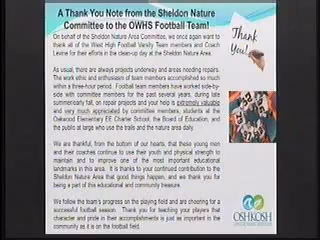 A Thank You Note from the Sheldon Nature
Committee to the OWHS Football Team!
On behalf of the Sheldon Nature Area Committee, we once again want to
thank all of the West High Football Varsity Team members and Coach
Levine for their efforts in the clean-up day at the Sheldon Nature Area.
Thank
You!
As usual, there are always projects underway and areas needing repairs.
The work ethic and enthusiasm of team members accomplished so much
within a three-hour period. Football team members have worked side-by-
side with committee members for the past several years, during late
summer/early fall, on repair projects and your help is extremely valuable
and very much appreciated by committee members, students at the
Oakwood Elementary EE Charter School, the Board of Education, and
the public at large who use the trails and the nature area daily.
We are thankful, from the bottom of our hearts, that these young men
and their coaches continue to use their youth and physical strength to
maintain and to improve one of the most important educational
landmarks in this area. It is thanks to your continued contribution to the
Sheldon Nature Area that good things happen, and we thank you for
being a part of this educational and community treasure.
We follow the team's progress on the playing field and are cheering for a
successful football season. Thank you for teaching your players that
character and pride in their accomplishments is just as important in the
community as it is on the football field.
OSHKOSH